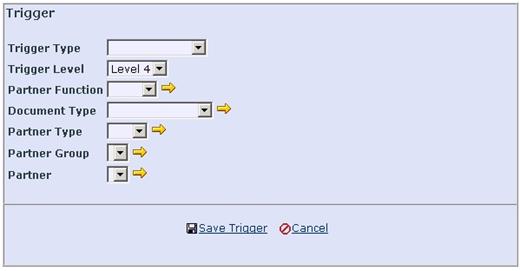 Trigger
Trigger Type
Trigger Level Level 4
Partner Function
Document Type
Partner Type
Partner Group
Partner
Save Trigger Cancel